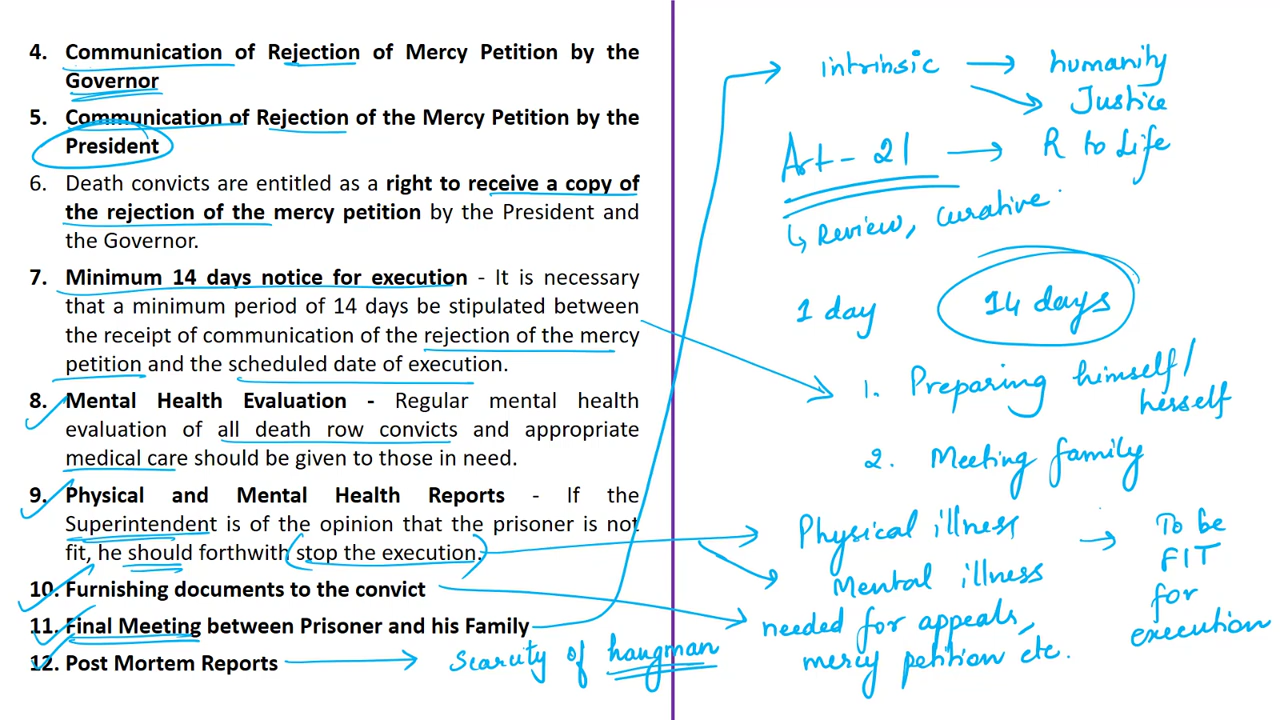 4. Communication of Rejection of Mercy Petition by the
Governor
5. Communication of Rejection of the Mercy Petition by the
President
6. Death convicts are entitled as a right to receive a copy of
the rejection of the mercy petition by the President and
the Governor.
7. Minimum 14 days notice for execution - It is necessary
that a minimum period of 14 days be stipulated between
the receipt of communication of the rejection of the mercy
petition and the scheduled date of execution.
8. Mental Health Evaluation - Regular mental health
evaluation of all death row convicts and appropriate
medical care should be given to those in need.
9. Physical and Mental Health Reports - If the
Superintendent is of the opinion that the prisoner is not
fit, he should forthwith stop the execution.
10. Furnishing documents to the convict
11. Final Meeting between Prisoner and his Family
12. Post Mortem Reports
Scarcity of hangman
intrinsic → humanity
Justice
Art - 21 → R to Life
↳ Review, curative
1 day 14 days
1. Preparing himself/
herself
2. Meeting family
Physical illness
Mental illness
→ To be
FIT
for
execution
needed for appeals,
mercy petition etc.